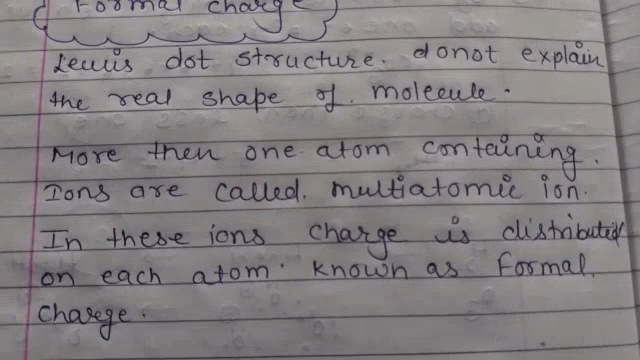 Formal charge
Lewis dot structure. donot explain
the real shape of molecule.
More then one atom containing.
Ions are called. multiatomic ion.
In these ions charge is distributed
on each atom. known as Formal.
charge.